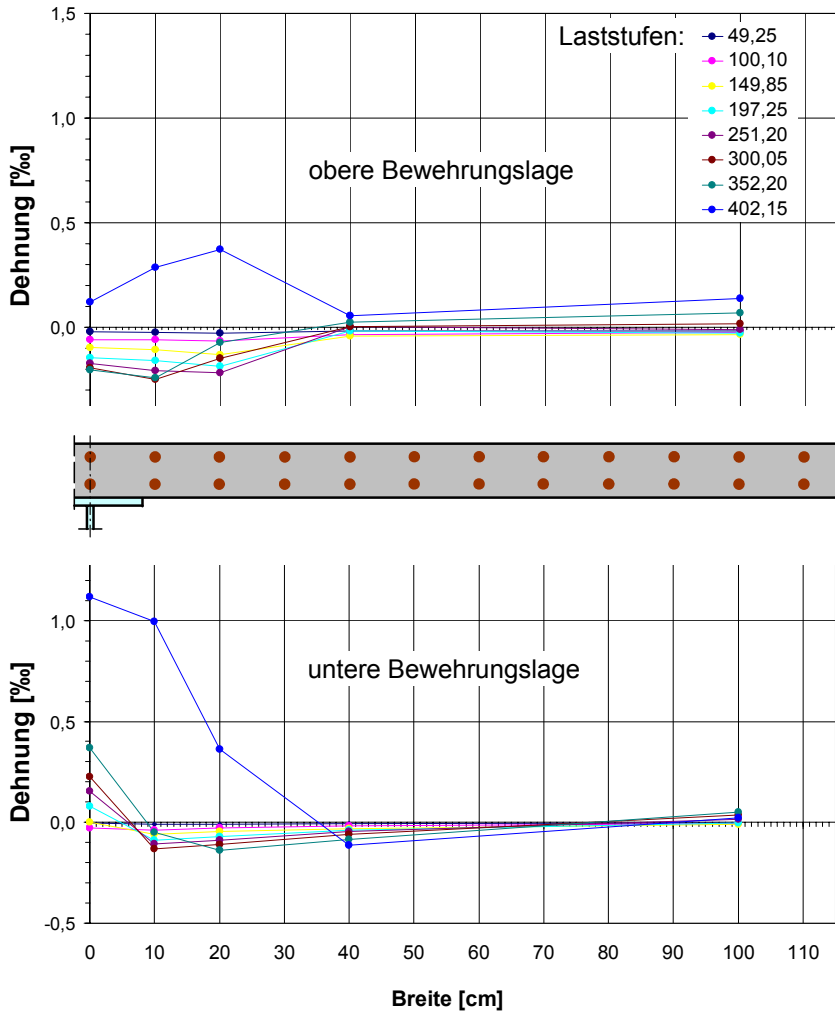 1,5
Laststufen:
49,25
100,10
149,85
197,25
251,20
300,05
352,20
402,15
1,0
obere Bewehrungslage
0,5
0,0
Dehnung [‰]
1,0
untere Bewehrungslage
0,5
0,0
-0,5
Dehnung [‰]
0 10 20 30 40 50 60 70 80 90 100 110
Breite [cm]